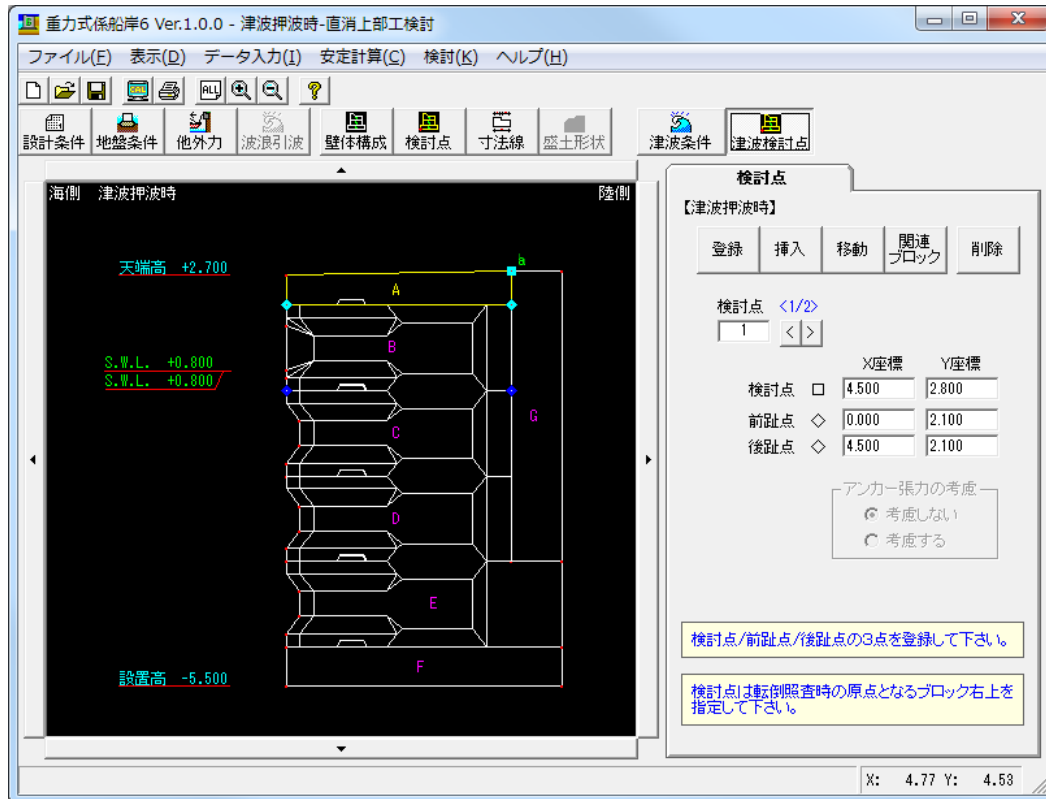 重力式係船岸6 Ver.1.0.0 - 津波押波時-直消上部工検討
ファイル(F) 表示(D) データ入力(I) 安定計算(C) 検討(K) ヘルプ(H)
設計条件 地盤条件 他外力 波浪引波 壁体構成 検討点 寸法線 盛土形状 津波条件 津波検討点
海側 津波押波時 陸側
天端高 +2.700
a
A
B
S.W.L. +0.800
S.W.L. +0.800
C
G
D
E
F
設置高 -5.500
検討点
【津波押波時】
登録 挿入 移動 関連ブロック 削除
検討点 <1/2>
1 < >
X座標 Y座標
検討点 □ 4.500 2.800
前趾点 ◇ 0.000 2.100
後趾点 ◇ 4.500 2.100
アンカー張力の考慮
考慮しない
考慮する
検討点/前趾点/後趾点の3点を登録して下さい。
検討点は転倒照査時の原点となるブロック右上を
指定して下さい。
X: 4.77 Y: 4.53